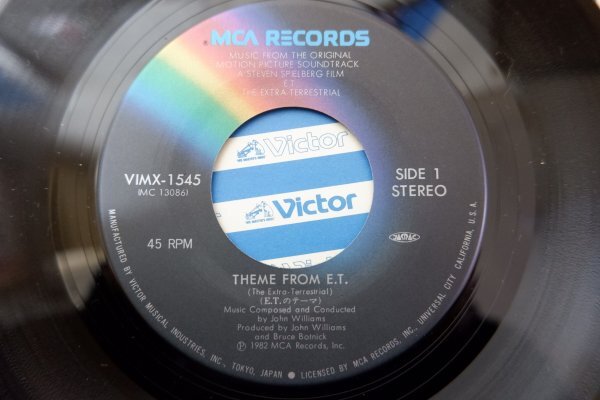 MCA RECORDS
MUSIC FROM THE ORIGINAL
MOTION PICTURE SOUNDTRACK
A STEVEN SPIELBERG FILM
E.T.
THE EXTRA-TERRESTRIAL
Victor
Victor
VIMX-1545
(MC 13086)
SIDE 1
STEREO
45 RPM
JASRAC
THEME FROM E.T.
(The Extra-Terrestrial)
(E.T.のテーマ)
Music Composed and Conducted
by John Williams
Produced by John Williams
and Bruce Botnick
Ⓟ 1982 MCA Records, Inc.
MANUFACTURED BY VICTOR MUSICAL INDUSTRIES, INC., TOKYO, JAPAN ● LICENSED BY MCA RECORDS, INC., UNIVERSAL CITY CALIFORNIA, U.S.A.